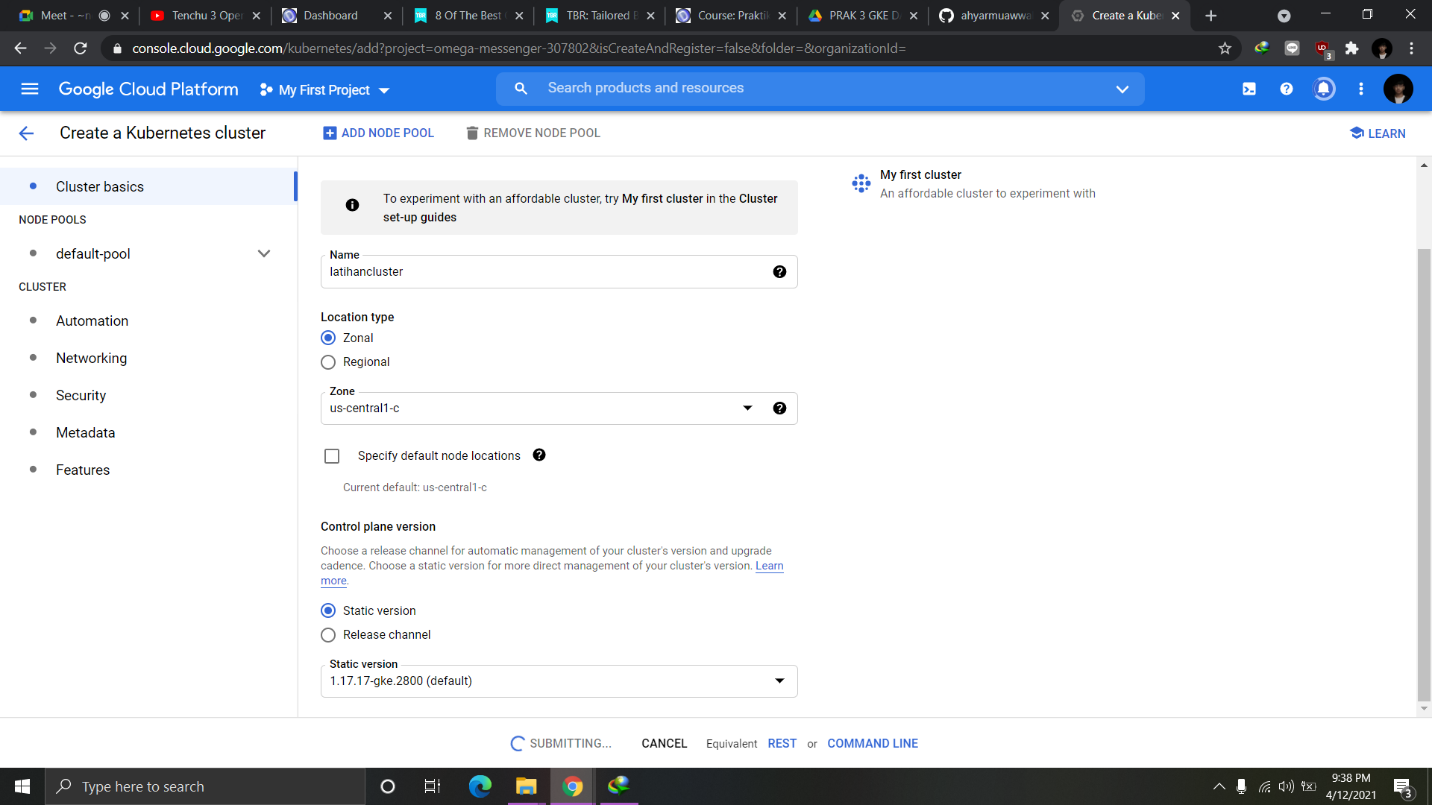 Meet - ~n
Tenchu 3 Oper
Dashboard
8 Of The Best
TBR: Tailored
Course: Prakti
PRAK 3 GKE D
ahyarmuawwa
Create a Kube
console.cloud.google.com/kubernetes/add?project=omega-messenger-307802&isCreateAndRegister=false&folder=&organizationId=
3
Google Cloud Platform
My First Project
Search products and resources
Create a Kubernetes cluster
ADD NODE POOL
REMOVE NODE POOL
LEARN
Cluster basics
NODE POOLS
default-pool
CLUSTER
Automation
Networking
Security
Metadata
Features
To experiment with an affordable cluster, try My first cluster in the Cluster
set-up guides
Name
latihancluster
Location type
Zonal
Regional
Zone
us-central1-c
Specify default node locations
Current default: us-central1-c
Control plane version
Choose a release channel for automatic management of your cluster's version and upgrade
cadence. Choose a static version for more direct management of your cluster's version. Learn
more.
Static version
Release channel
Static version
1.17.17-gke.2800 (default)
My first cluster
An affordable cluster to experiment with
SUBMITTING...
CANCEL
Equivalent REST or COMMAND LINE
Type here to search
9:38 PM
4/12/2021
3